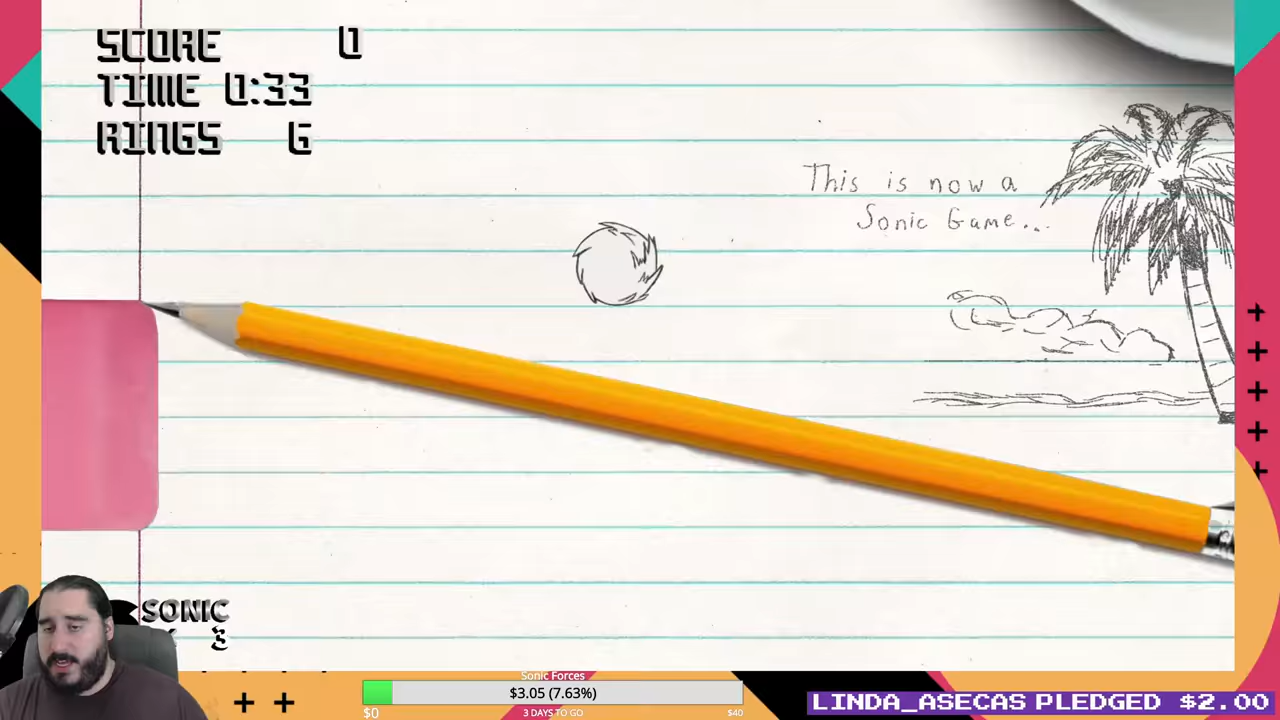 SCORE 0
TIME 0:33
RINGS 6
This is now a
Sonic Game...
SONIC
3
Sonic Forces
$3.05 (7.63%)
$0
3 DAYS TO GO
$40
LINDA_ASECAS PLEDGED $2.00